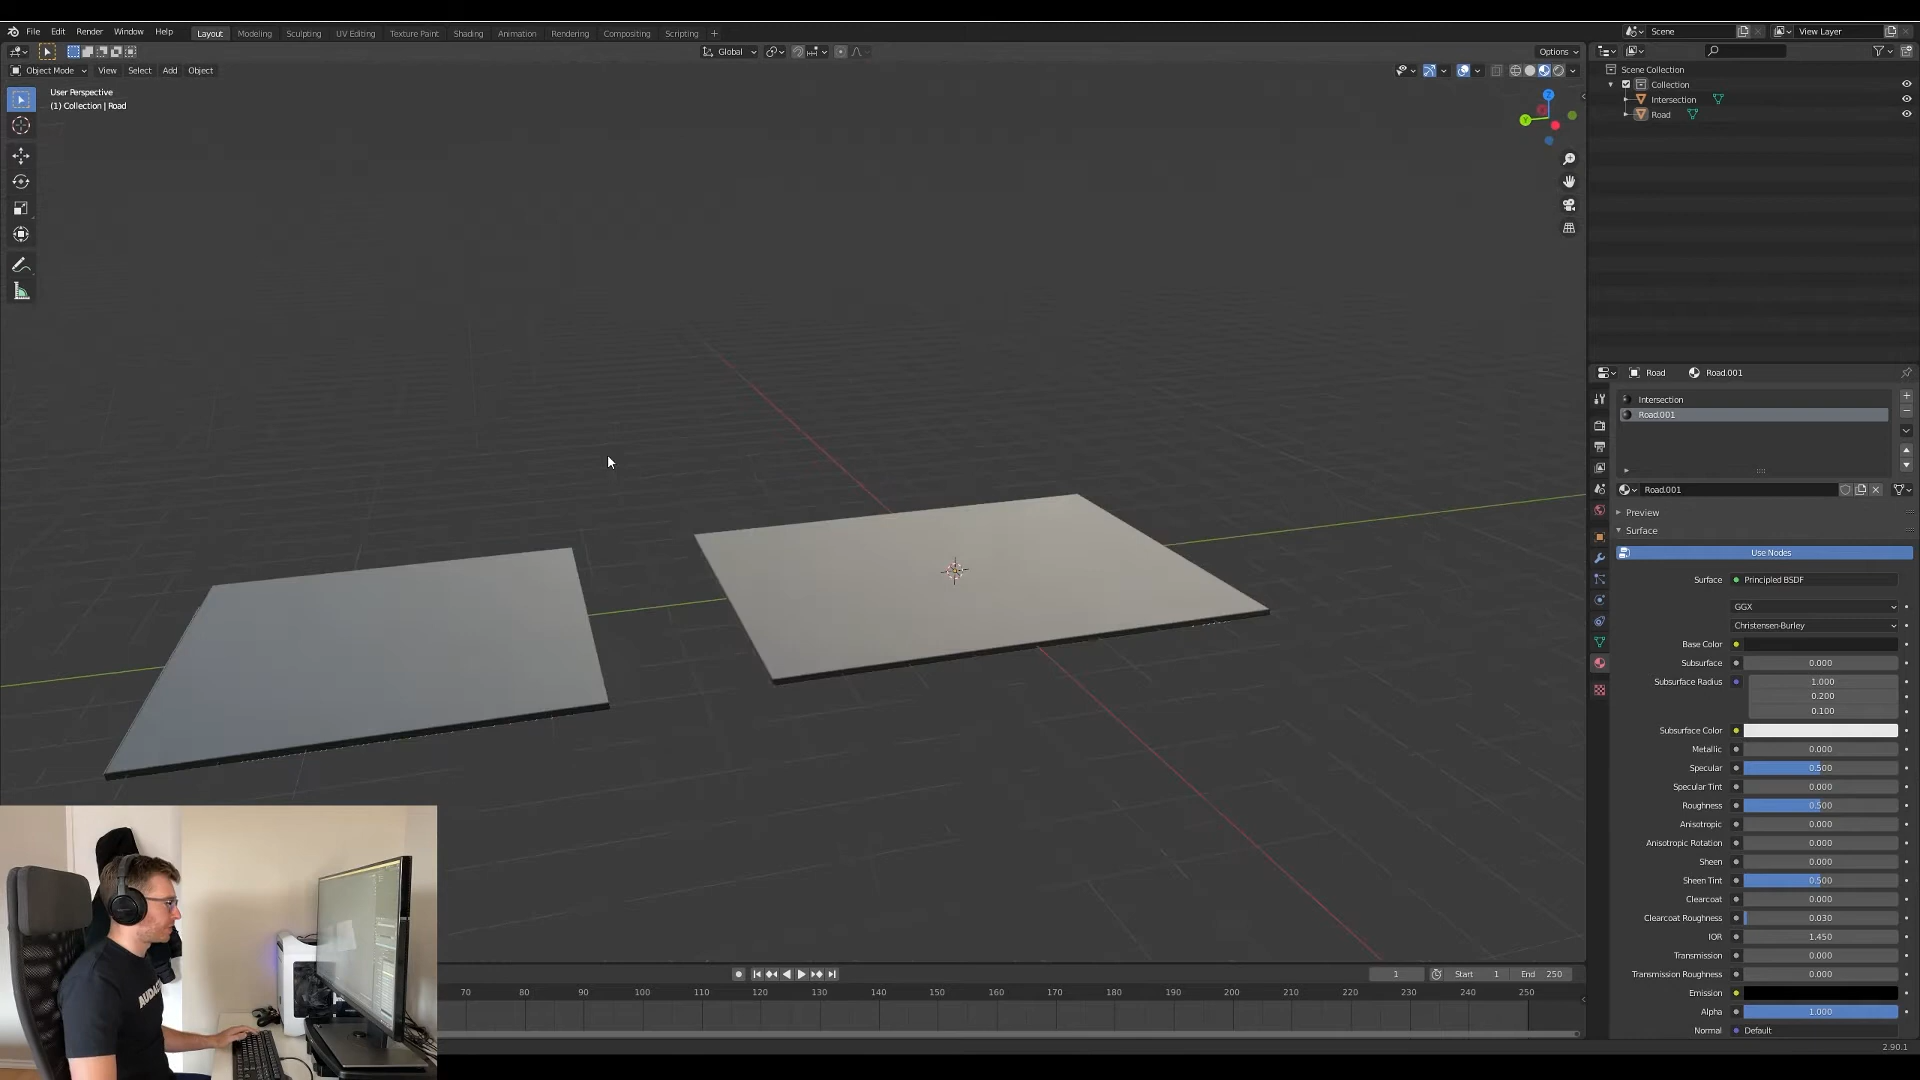 File Edit Render Window Help Layout Modeling Sculpting UV Editing Texture Paint Shading Animation Rendering Compositing Scripting + Scene View Layer
Global Options
Object Mode View Select Add Object
User Perspective
(1) Collection | Road
Z
Y
Scene Collection
Collection
Intersection
Road
Road Road.001
Intersection
Road.001
Road.001
Preview
Surface
Use Nodes
Surface Principled BSDF
GGX
Christensen-Burley
Base Color
Subsurface 0.000
Subsurface Radius 1.000
0.200
0.100
Subsurface Color
Metallic 0.000
Specular 0.500
Specular Tint 0.000
Roughness 0.500
Anisotropic 0.000
Anisotropic Rotation 0.000
Sheen 0.000
Sheen Tint 0.500
Clearcoat 0.000
Clearcoat Roughness 0.030
IOR 1.450
Transmission 0.000
Transmission Roughness 0.000
Emission
Alpha 1.000
Normal Default
1 Start 1 End 250
70 80 90 100 110 120 130 140 150 160 170 180 190 200 210 220 230 240 250
2.90.1